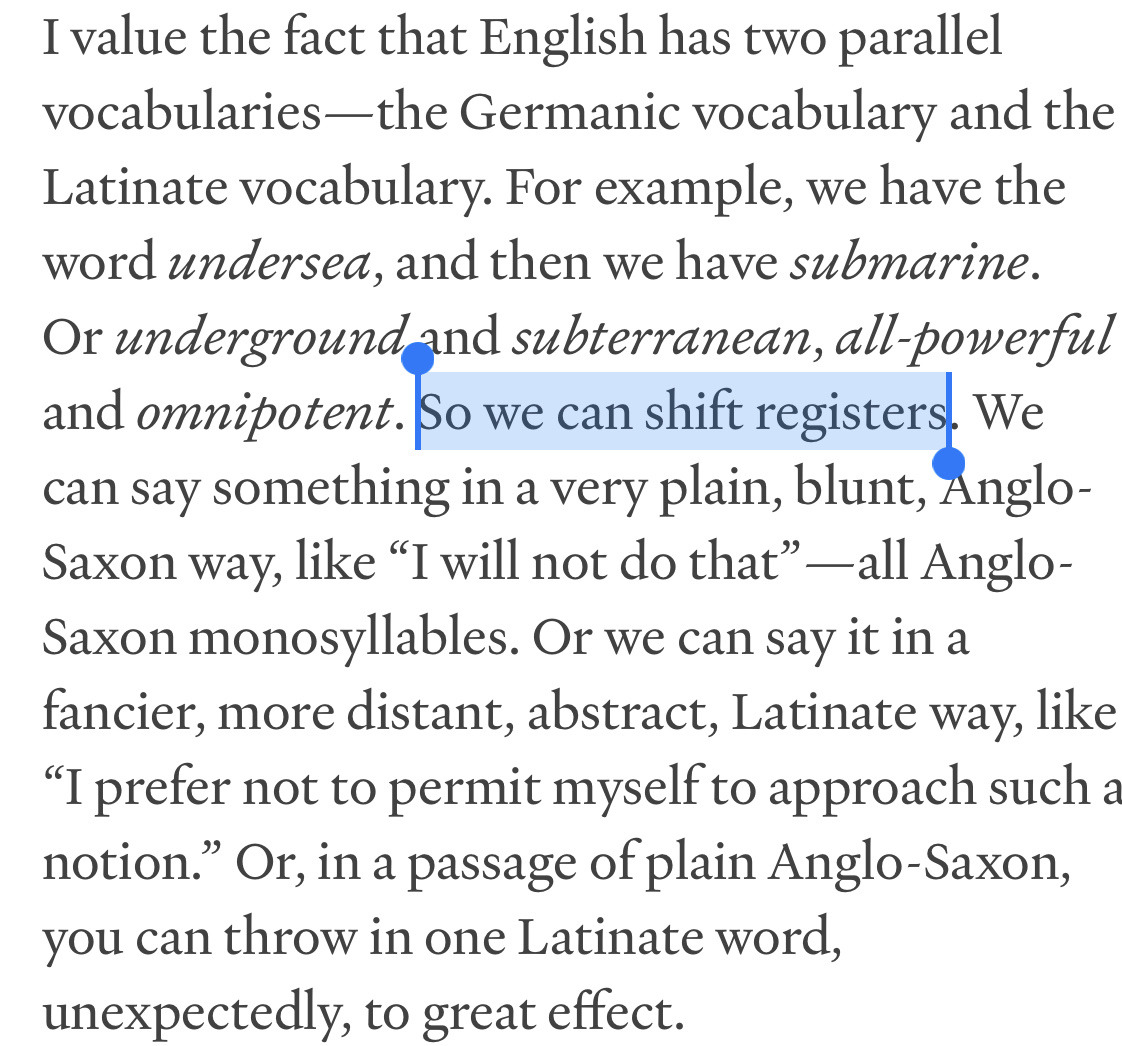 I value the fact that English has two parallel
vocabularies—the Germanic vocabulary and the
Latinate vocabulary. For example, we have the
word undersea, and then we have submarine.
Or underground and subterranean, all-powerful
and omnipotent. So we can shift registers. We
can say something in a very plain, blunt, Anglo-
Saxon way, like “I will not do that”—all Anglo-
Saxon monosyllables. Or we can say it in a
fancier, more distant, abstract, Latinate way, like
“I prefer not to permit myself to approach such a
notion.” Or, in a passage of plain Anglo-Saxon,
you can throw in one Latinate word,
unexpectedly, to great effect.